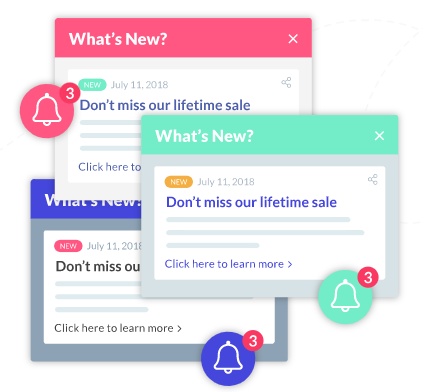 What's New?
NEW July 11, 2018
Don't miss our lifetime sale
Click here to
3
What's New?
NEW July 11, 2018
Don't miss our lifetime sale
Click here to learn more >
3
What's New?
NEW July 11, 2018
Don't miss ou
Click here to learn more >
3